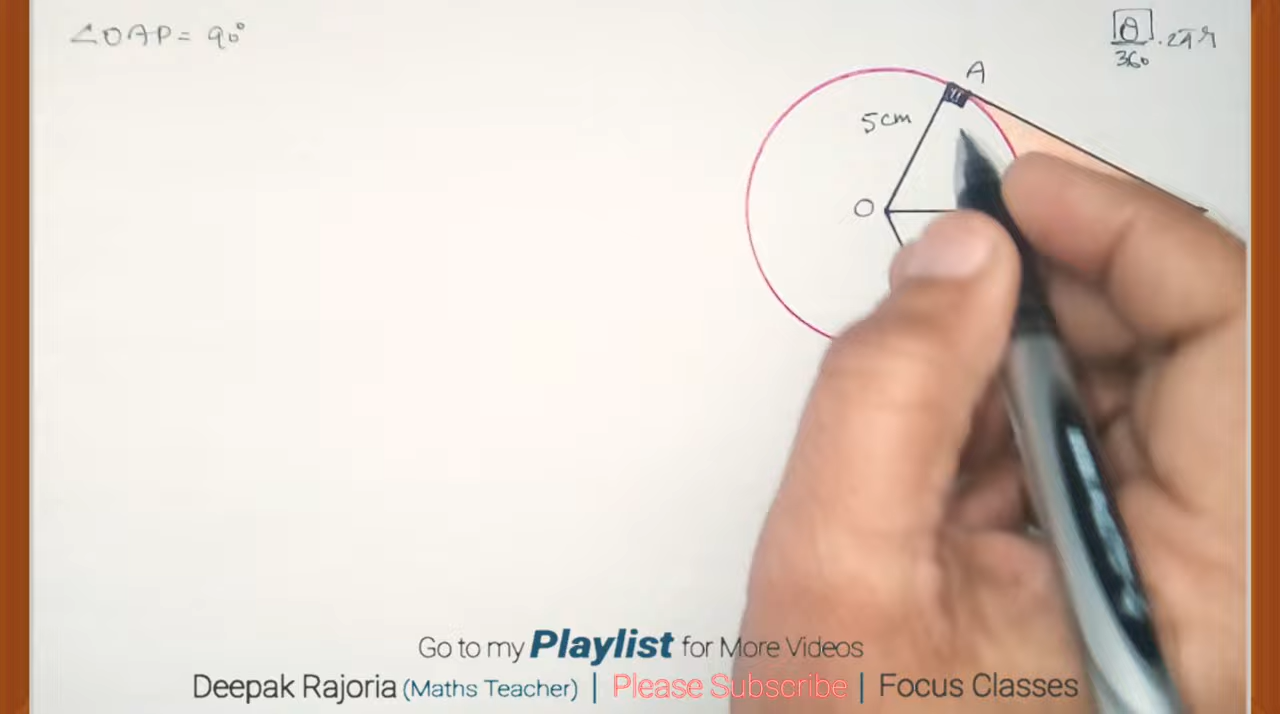 ∠OAP = 90°
θ/360 . 2πr
A
5cm
O
Go to my Playlist for More Videos
Deepak Rajoria (Maths Teacher) | Please Subscribe | Focus Classes